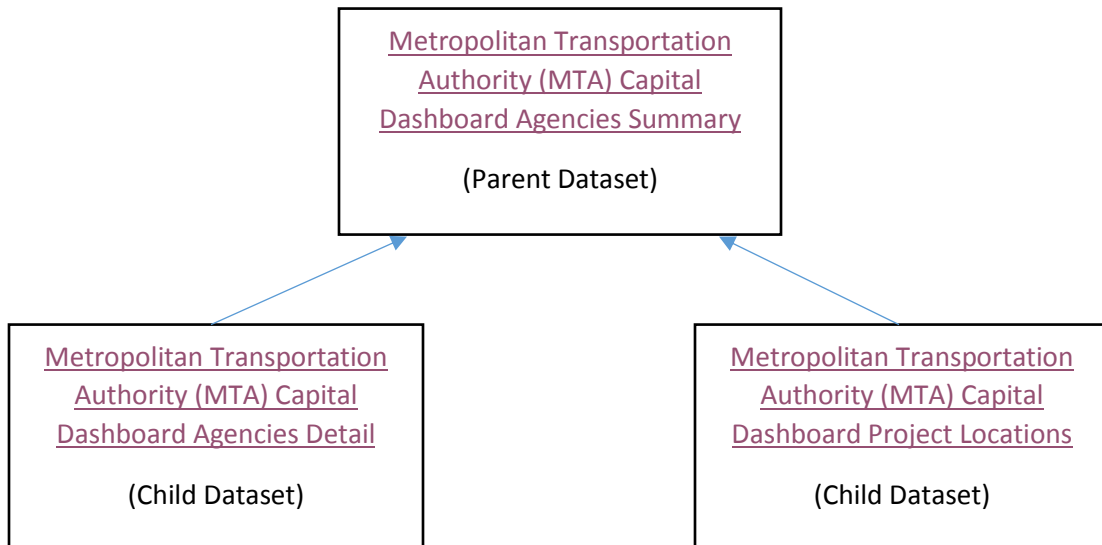 Metropolitan Transportation
Authority (MTA) Capital
Dashboard Agencies Summary
(Parent Dataset)
Metropolitan Transportation
Authority (MTA) Capital
Dashboard Agencies Detail
(Child Dataset)
Metropolitan Transportation
Authority (MTA) Capital
Dashboard Project Locations
(Child Dataset)